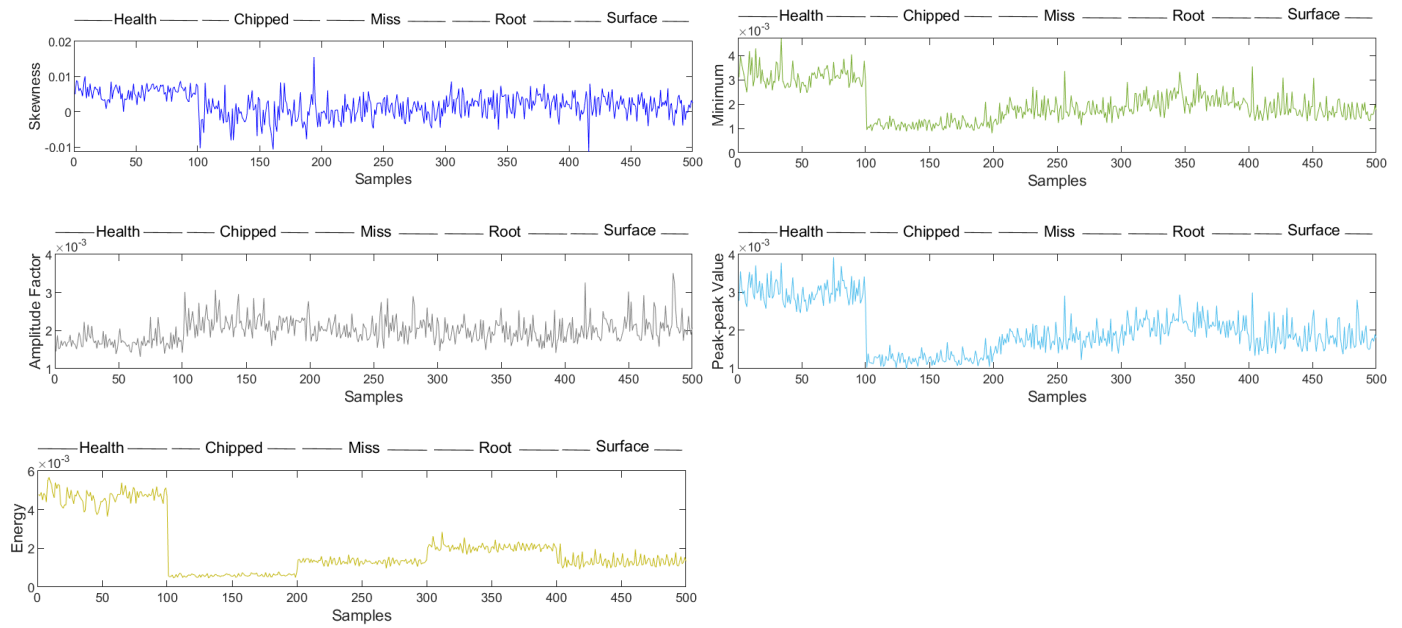 Health Chipped Miss Root Surface
0.02
0.01
0
-0.01
Skewness
0 50 100 150 200 250 300 350 400 450 500
Samples
Health Chipped Miss Root Surface
×10-3
4
3
2
1
0
Minimum
0 50 100 150 200 250 300 350 400 450 500
Samples
Health Chipped Miss Root Surface
×10-3
4
3
2
1
Amplitude Factor
0 50 100 150 200 250 300 350 400 450 500
Samples
Health Chipped Miss Root Surface
×10-3
4
3
2
1
Peak-peak Value
0 50 100 150 200 250 300 350 400 450 500
Samples
Health Chipped Miss Root Surface
×10-3
6
4
2
0
Energy
0 50 100 150 200 250 300 350 400 450 500
Samples